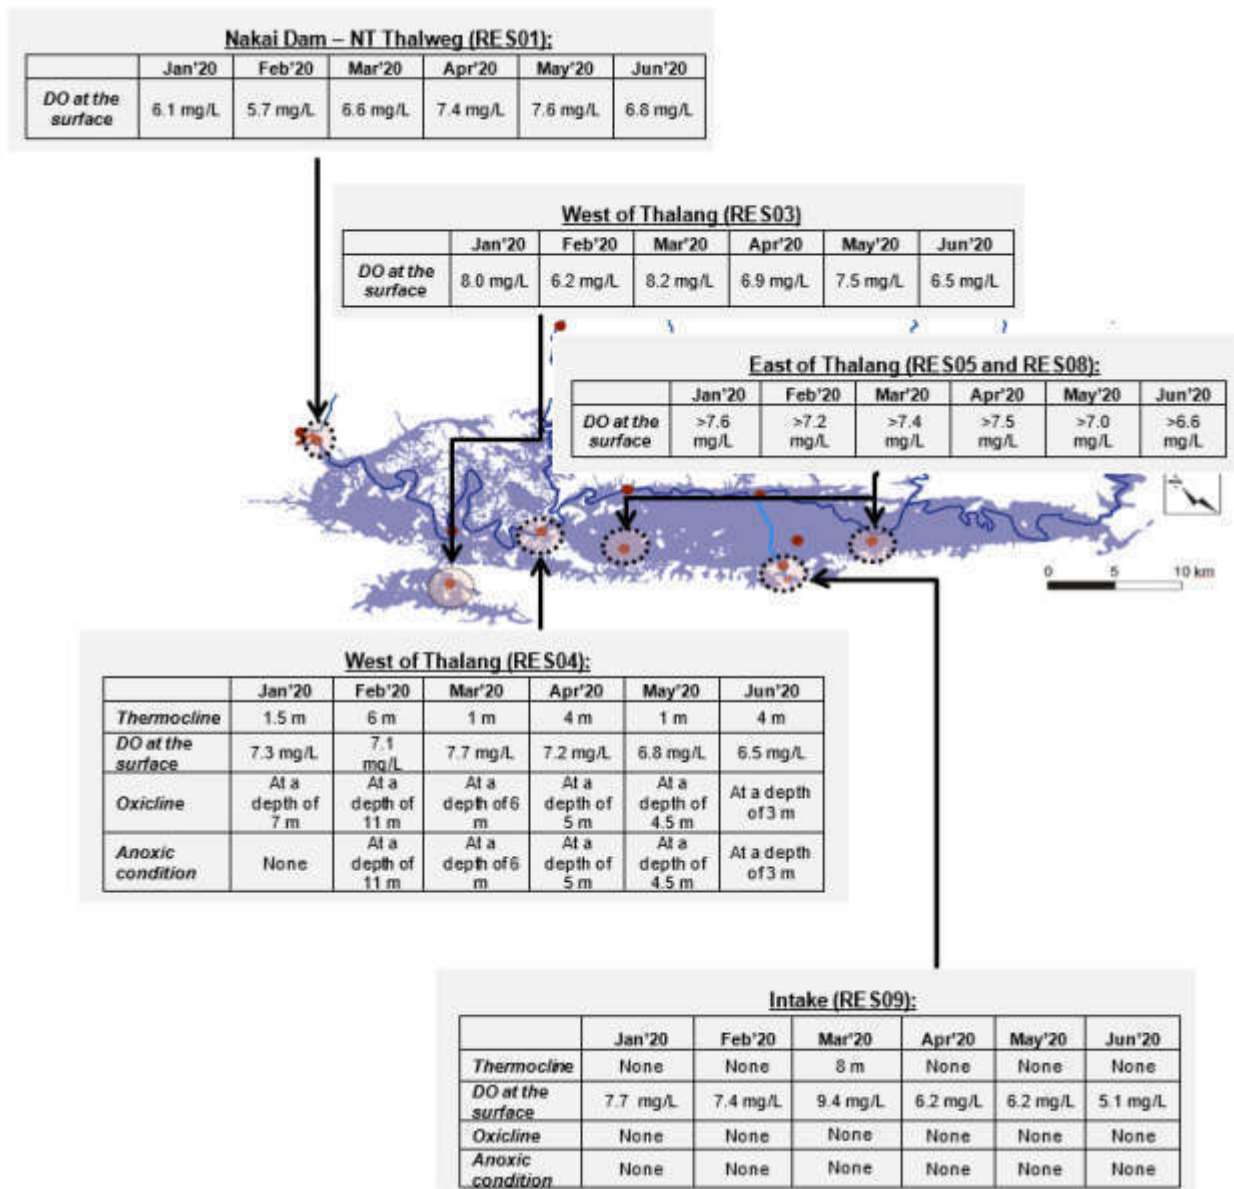 Nakai Dam – NT Thalweg (RES01):
Jan'20 Feb'20 Mar'20 Apr'20 May'20 Jun'20
DO at the surface 6.1 mg/L 5.7 mg/L 6.6 mg/L 7.4 mg/L 7.6 mg/L 6.8 mg/L
West of Thalang (RES03)
Jan'20 Feb'20 Mar'20 Apr'20 May'20 Jun'20
DO at the surface 8.0 mg/L 6.2 mg/L 8.2 mg/L 6.9 mg/L 7.5 mg/L 6.5 mg/L
East of Thalang (RES05 and RES08):
Jan'20 Feb'20 Mar'20 Apr'20 May'20 Jun'20
DO at the surface >7.6 mg/L >7.2 mg/L >7.4 mg/L >7.5 mg/L >7.0 mg/L >6.6 mg/L
0 5 10 km
West of Thalang (RES04):
Jan'20 Feb'20 Mar'20 Apr'20 May'20 Jun'20
Thermocline 1.5 m 6 m 1 m 4 m 1 m 4 m
DO at the surface 7.3 mg/L 7.1 mg/L 7.7 mg/L 7.2 mg/L 6.8 mg/L 6.5 mg/L
Oxicline At a depth of 7 m At a depth of 11 m At a depth of 6 m At a depth of 5 m At a depth of 4.5 m At a depth of 3 m
Anoxic condition None At a depth of 11 m At a depth of 6 m At a depth of 5 m At a depth of 4.5 m At a depth of 3 m
Intake (RES09):
Jan'20 Feb'20 Mar'20 Apr'20 May'20 Jun'20
Thermocline None None 8 m None None None
DO at the surface 7.7 mg/L 7.4 mg/L 9.4 mg/L 6.2 mg/L 6.2 mg/L 5.1 mg/L
Oxicline None None None None None None
Anoxic condition None None None None None None